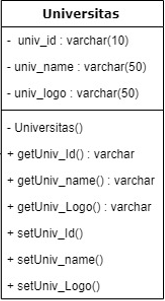 Universitas
- univ_id : varchar(10)
- univ_name : varchar(50)
- univ_logo : varchar(50)
- Universitas()
+ getUniv_Id() : varchar
+ getUniv_name() : varchar
+ getUniv_Logo() : varchar
+ setUniv_Id()
+ setUniv_name()
+ setUniv_Logo()